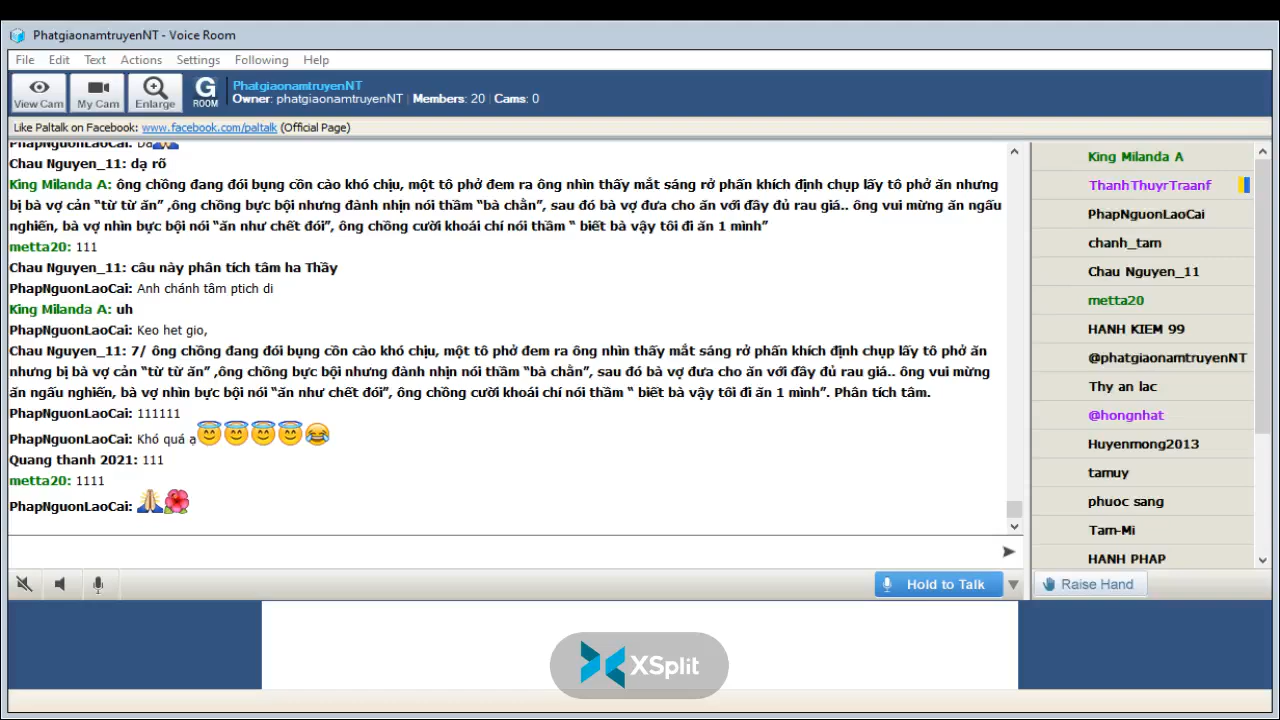 PhatgiaonamtruyenNT - Voice Room
File Edit Text Actions Settings Following Help
View Cam My Cam Enlarge G ROOM
PhatgiaonamtruyenNT
Owner: phatgiaonamtruyenNT | Members: 20 | Cams: 0
Like Paltalk on Facebook: www.facebook.com/paltalk (Official Page)
PhapNguonLaoCai: Dạ
Chau Nguyen_11: dạ rõ
King Milanda A: ông chồng đang đói bụng cồn cào khó chịu, một tô phở đem ra ông nhìn thấy mắt sáng rở phấn khích định chụp lấy tô phở ăn nhưng
bị bà vợ cản “từ từ ăn” ,ông chồng bực bội nhưng đành nhịn nói thầm “bà chằn”, sau đó bà vợ đưa cho ăn với đầy đủ rau giá.. ông vui mừng ăn ngấu
nghiến, bà vợ nhìn bực bội nói “ăn như chết đói”, ông chồng cười khoái chí nói thầm “ biết bà vậy tôi đi ăn 1 mình”
metta20: 111
Chau Nguyen_11: câu này phân tích tâm ha Thầy
PhapNguonLaoCai: Anh chánh tâm ptich di
King Milanda A: uh
PhapNguonLaoCai: Keo het gio,
Chau Nguyen_11: 7/ ông chồng đang đói bụng cồn cào khó chịu, một tô phở đem ra ông nhìn thấy mắt sáng rở phấn khích định chụp lấy tô phở ăn
nhưng bị bà vợ cản “từ từ ăn” ,ông chồng bực bội nhưng đành nhịn nói thầm “bà chằn”, sau đó bà vợ đưa cho ăn với đầy đủ rau giá.. ông vui mừng
ăn ngấu nghiến, bà vợ nhìn bực bội nói “ăn như chết đói”, ông chồng cười khoái chí nói thầm “ biết bà vậy tôi đi ăn 1 mình”. Phân tích tâm.
PhapNguonLaoCai: 111111
PhapNguonLaoCai: Khó quá ạ😇😇😇😇😂
Quang thanh 2021: 111
metta20: 1111
PhapNguonLaoCai: 🙏🌺
King Milanda A
ThanhThuyrTraanf
PhapNguonLaoCai
chanh_tam
Chau Nguyen_11
metta20
HANH KIEM 99
@phatgiaonamtruyenNT
Thy an lac
@hongnhat
Huyenmong2013
tamuy
phuoc sang
Tam-Mi
HANH PHAP
Hold to Talk
Raise Hand
XSplit